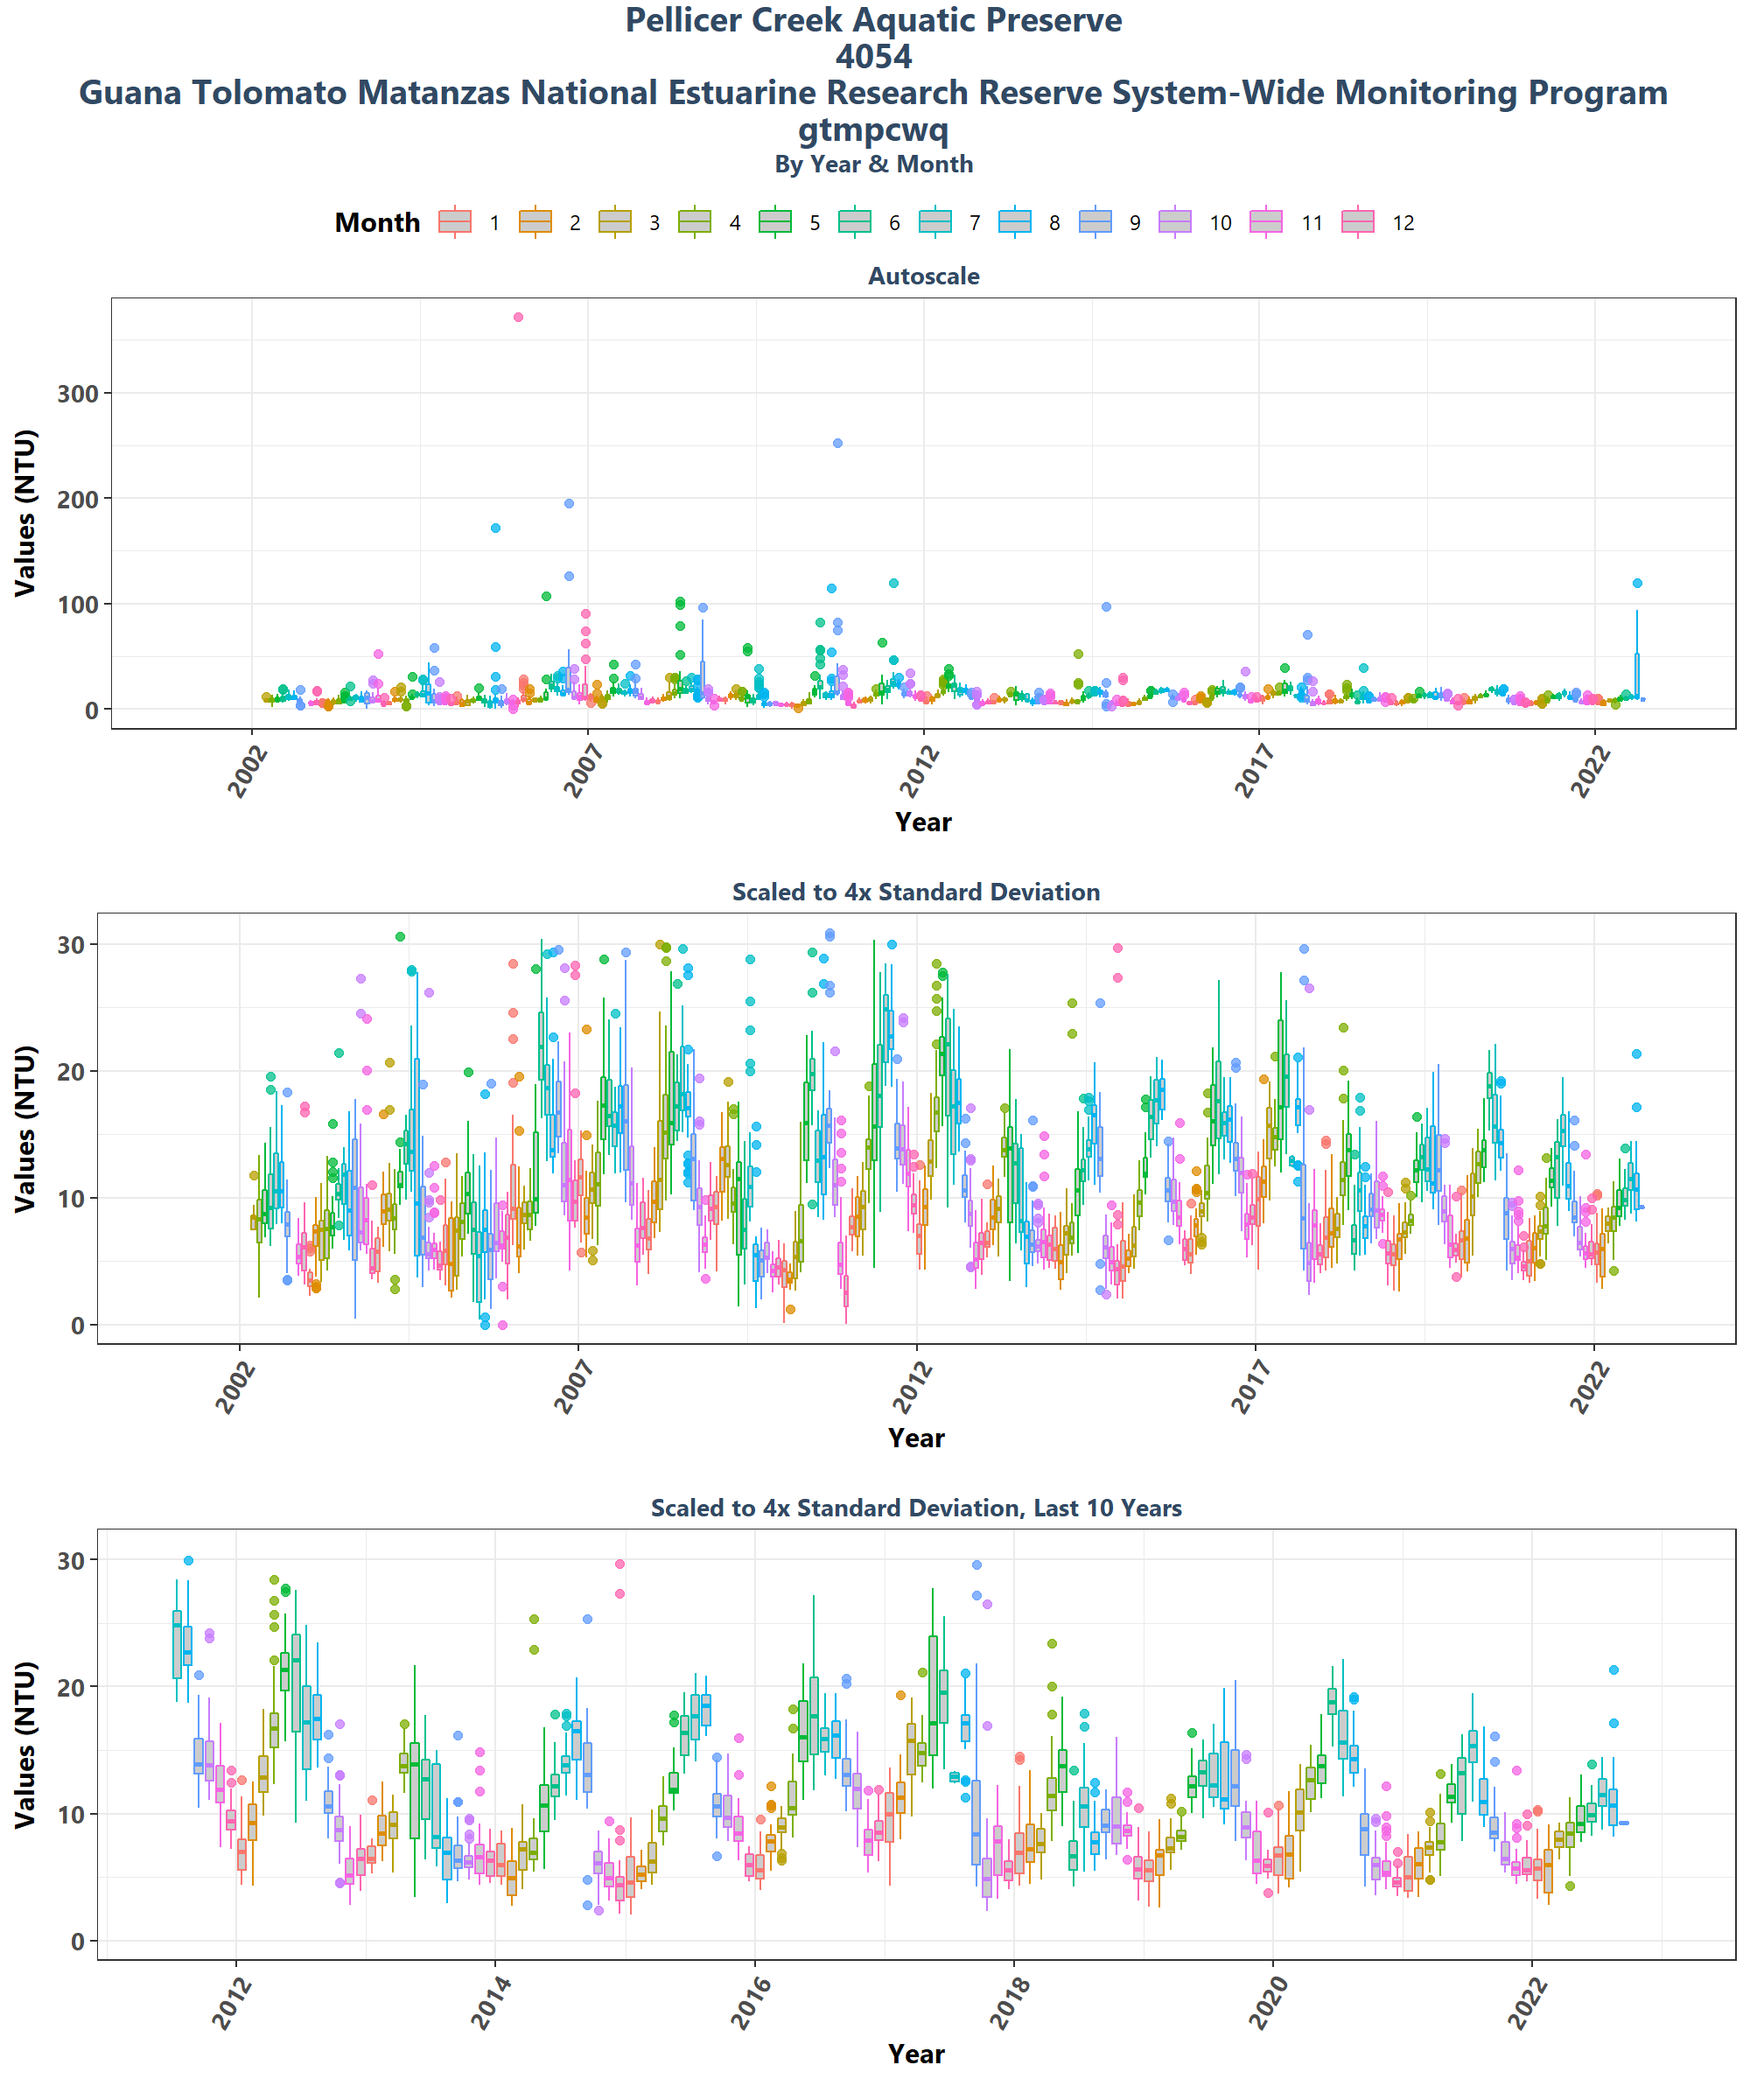 Pellicer Creek Aquatic Preserve
4054
Guana Tolomato Matanzas National Estuarine Research Reserve System-Wide Monitoring Program
gtmpcwq
By Year & Month
Month 1 2 3 4 5 6 7 8 9 10 11 12
Autoscale
Values (NTU)
300
200
100
0
2002 2007 2012 2017 2022
Year
Scaled to 4x Standard Deviation
Values (NTU)
30
20
10
0
2002 2007 2012 2017 2022
Year
Scaled to 4x Standard Deviation, Last 10 Years
Values (NTU)
30
20
10
0
2012 2014 2016 2018 2020 2022
Year